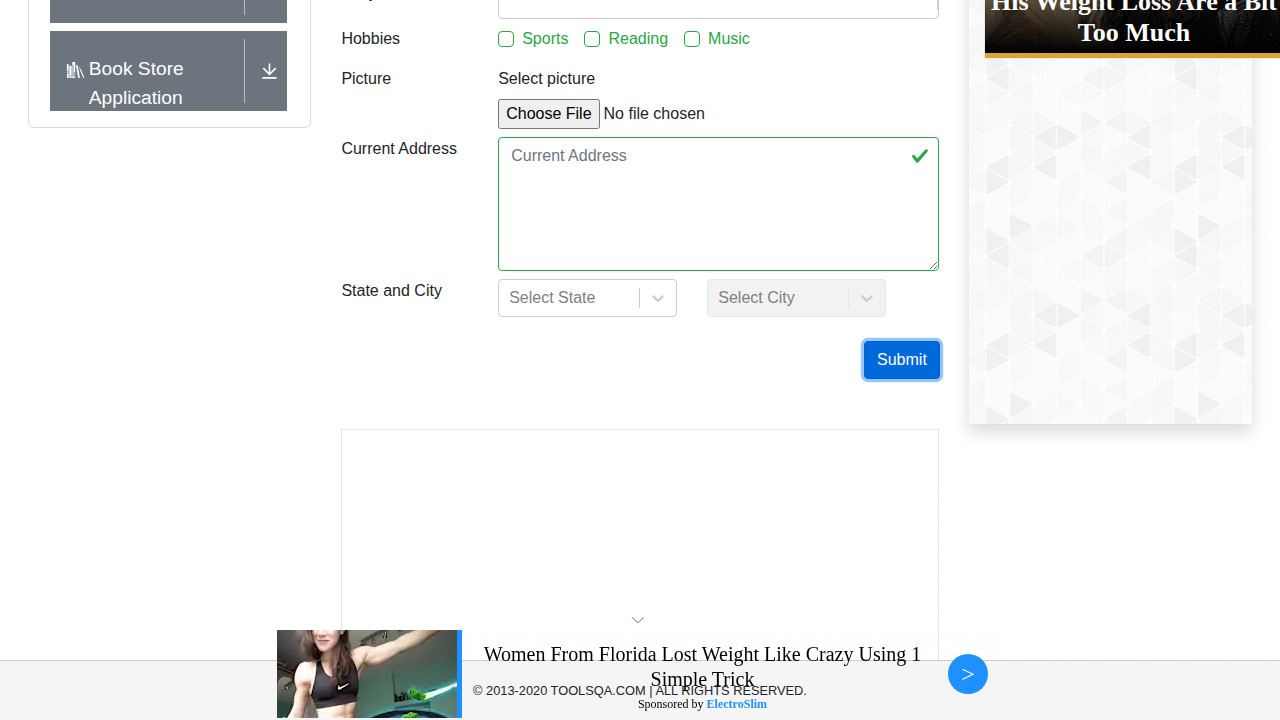 His Weight Loss Are a Bit
Too Much
Hobbies
Sports
Reading
Music
Book Store
Application
Picture
Select picture
Choose File
No file chosen
Current Address
Current Address
State and City
Select State
Select City
Submit
Women From Florida Lost Weight Like Crazy Using 1
Simple Trick
© 2013-2020 TOOLSQA.COM | ALL RIGHTS RESERVED.
Sponsored by ElectroSlim
>